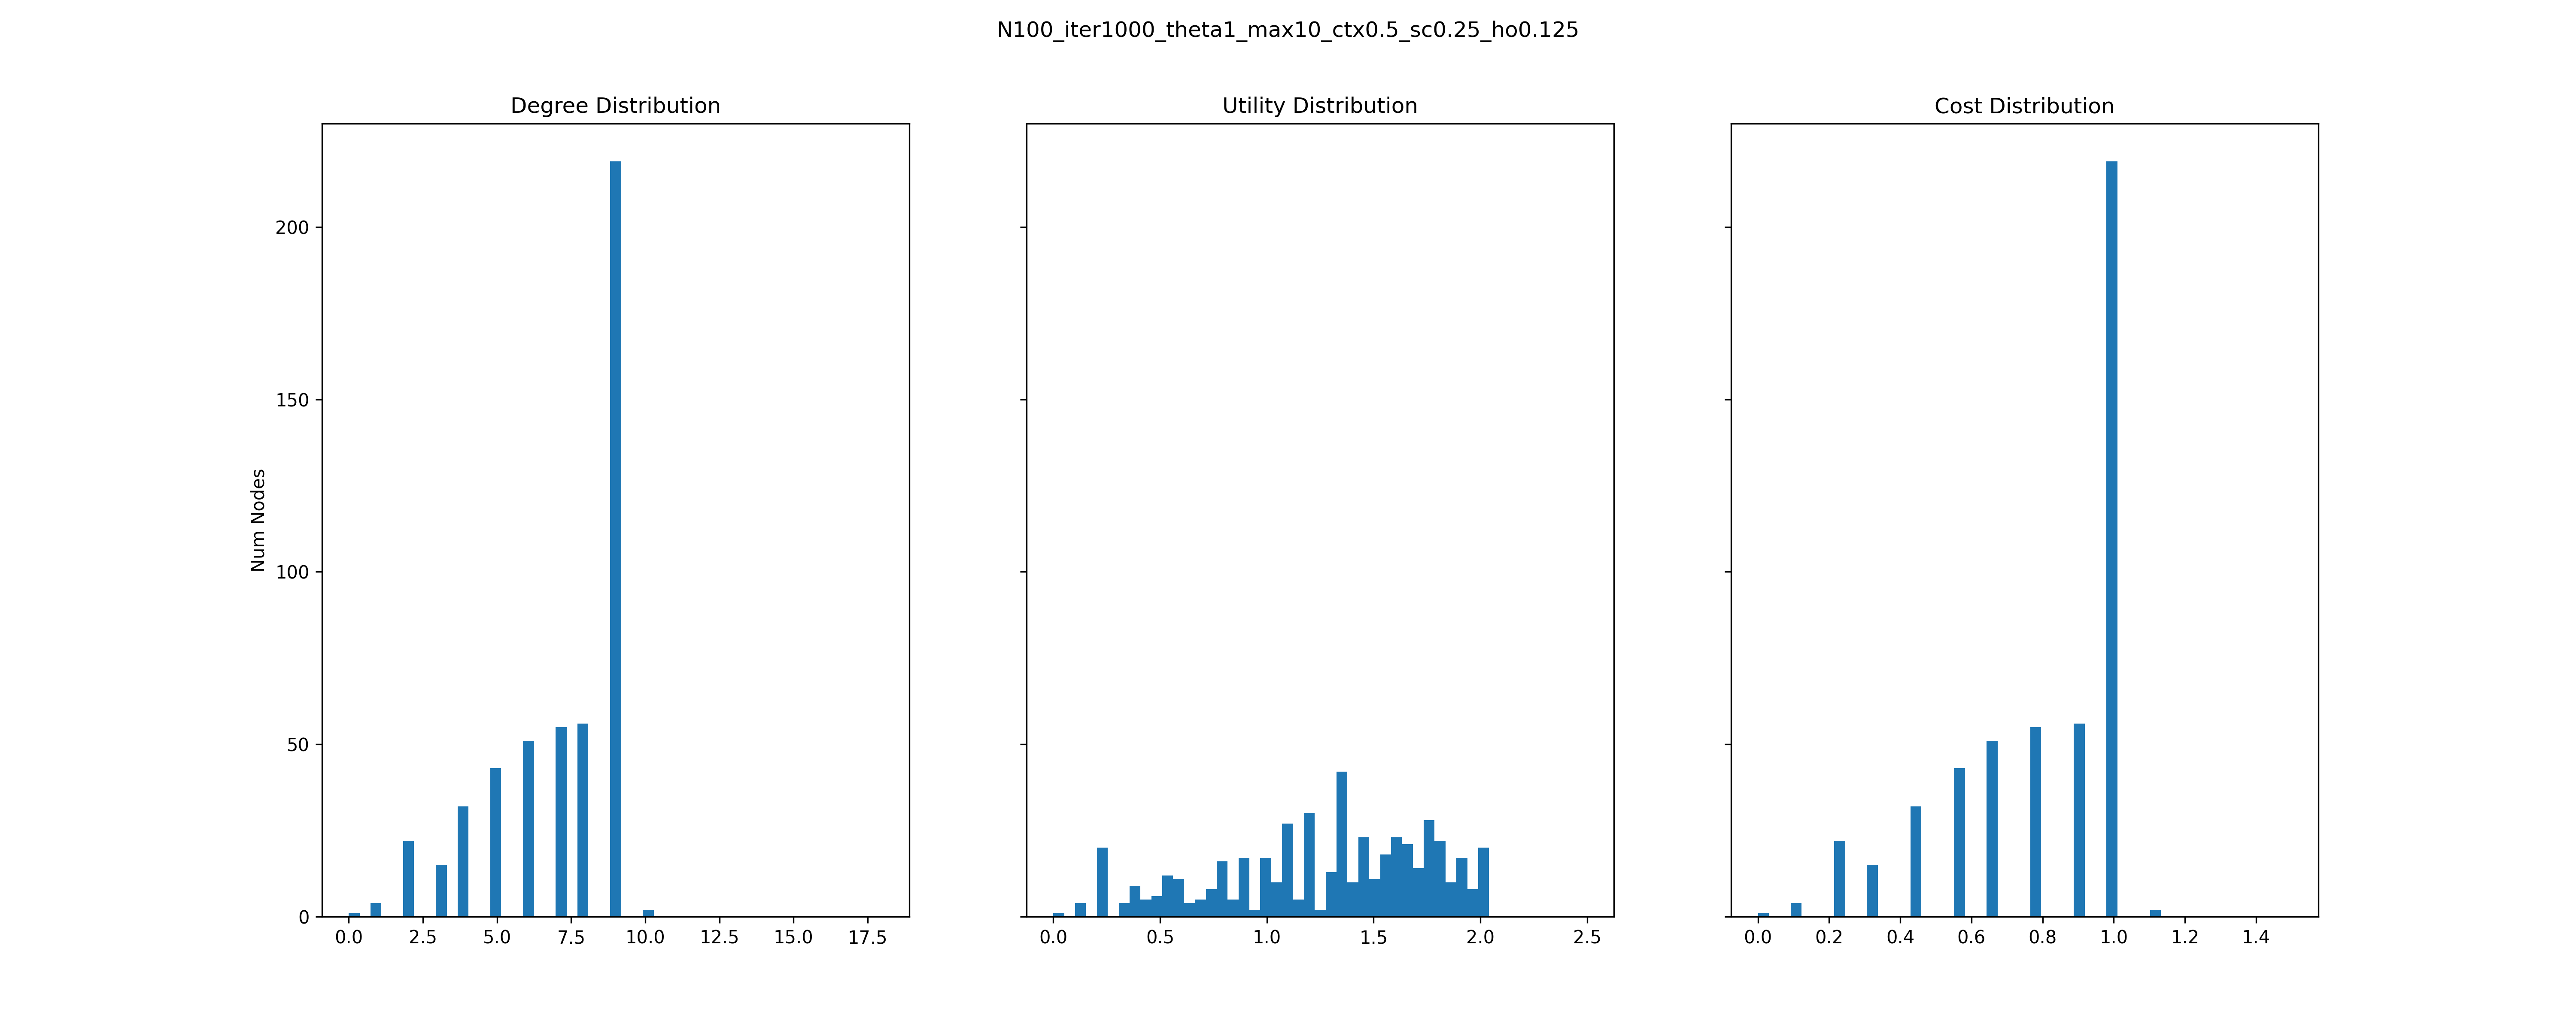 N100_iter1000_theta1_max10_ctx0.5_sc0.25_ho0.125
Degree Distribution
Utility Distribution
Cost Distribution
Num Nodes
200
150
100
50
0
0.0 2.5 5.0 7.5 10.0 12.5 15.0 17.5
0.0 0.5 1.0 1.5 2.0 2.5
0.0 0.2 0.4 0.6 0.8 1.0 1.2 1.4